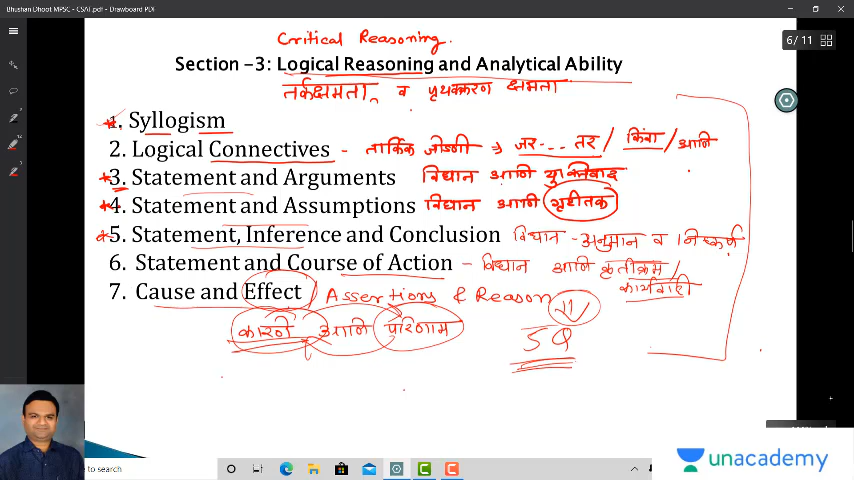 Bhushan Dhoot MPSC - CSAT.pdf - Drawboard PDF
6 / 11
Critical Reasoning.
Section -3: Logical Reasoning and Analytical Ability
तर्कक्षमता व पृथक्करण क्षमता
1. Syllogism
2. Logical Connectives - तार्किक जोडणी → जर... तर / किंवा / आणि
3. Statement and Arguments विधान आणि युक्तिवाद
4. Statement and Assumptions विधान आणि गृहीतक
5. Statement, Inference and Conclusion विधान - अनुमान व निष्कर्ष
6. Statement and Course of Action - विधान आणि कृतीक्रम /
कार्यवाही
7. Cause and Effect / Assertions & Reason
कारणे आणि परिणाम
5Q
e to search
unacademy